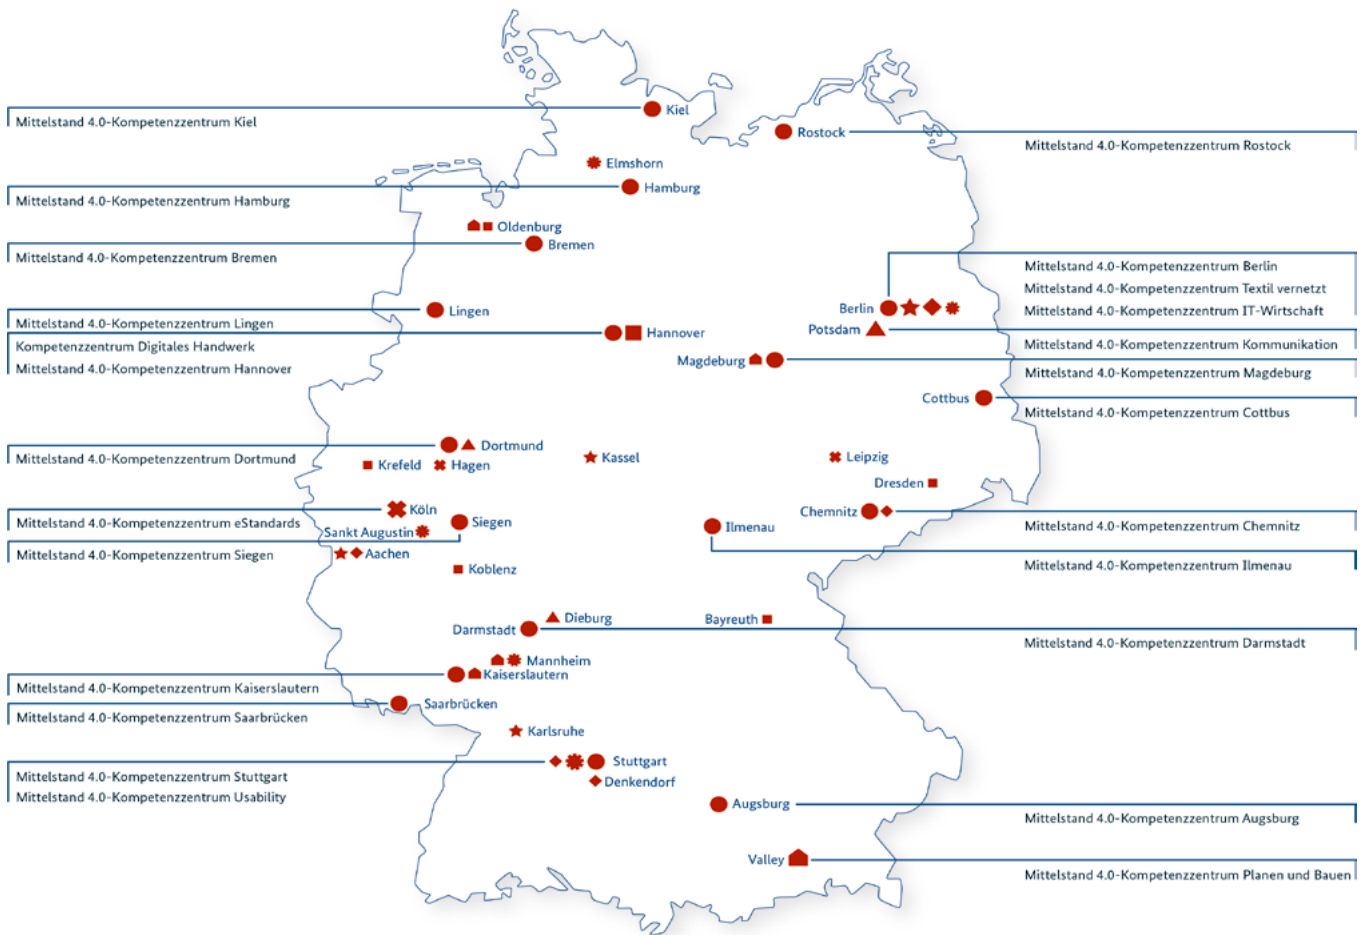 Kiel
Mittelstand 4.0-Kompetenzzentrum Kiel
Rostock
Mittelstand 4.0-Kompetenzzentrum Rostock
Elmshorn
Hamburg
Mittelstand 4.0-Kompetenzzentrum Hamburg
Oldenburg
Bremen
Mittelstand 4.0-Kompetenzzentrum Bremen
Mittelstand 4.0-Kompetenzzentrum Berlin
Mittelstand 4.0-Kompetenzzentrum Textil vernetzt
Mittelstand 4.0-Kompetenzzentrum IT-Wirtschaft
Berlin
Lingen
Mittelstand 4.0-Kompetenzzentrum Lingen
Potsdam
Hannover
Kompetenzzentrum Digitales Handwerk
Mittelstand 4.0-Kompetenzzentrum Hannover
Mittelstand 4.0-Kompetenzzentrum Kommunikation
Magdeburg
Mittelstand 4.0-Kompetenzzentrum Magdeburg
Cottbus
Mittelstand 4.0-Kompetenzzentrum Cottbus
Dortmund
Mittelstand 4.0-Kompetenzzentrum Dortmund
Krefeld
Hagen
Kassel
Leipzig
Dresden
Köln
Mittelstand 4.0-Kompetenzzentrum eStandards
Siegen
Sankt Augustin
Mittelstand 4.0-Kompetenzzentrum Siegen
Aachen
Koblenz
Chemnitz
Mittelstand 4.0-Kompetenzzentrum Chemnitz
Ilmenau
Mittelstand 4.0-Kompetenzzentrum Ilmenau
Dieburg
Bayreuth
Darmstadt
Mittelstand 4.0-Kompetenzzentrum Darmstadt
Mannheim
Kaiserslautern
Mittelstand 4.0-Kompetenzzentrum Kaiserslautern
Saarbrücken
Mittelstand 4.0-Kompetenzzentrum Saarbrücken
Karlsruhe
Stuttgart
Mittelstand 4.0-Kompetenzzentrum Stuttgart
Denkendorf
Mittelstand 4.0-Kompetenzzentrum Usability
Augsburg
Mittelstand 4.0-Kompetenzzentrum Augsburg
Valley
Mittelstand 4.0-Kompetenzzentrum Planen und Bauen